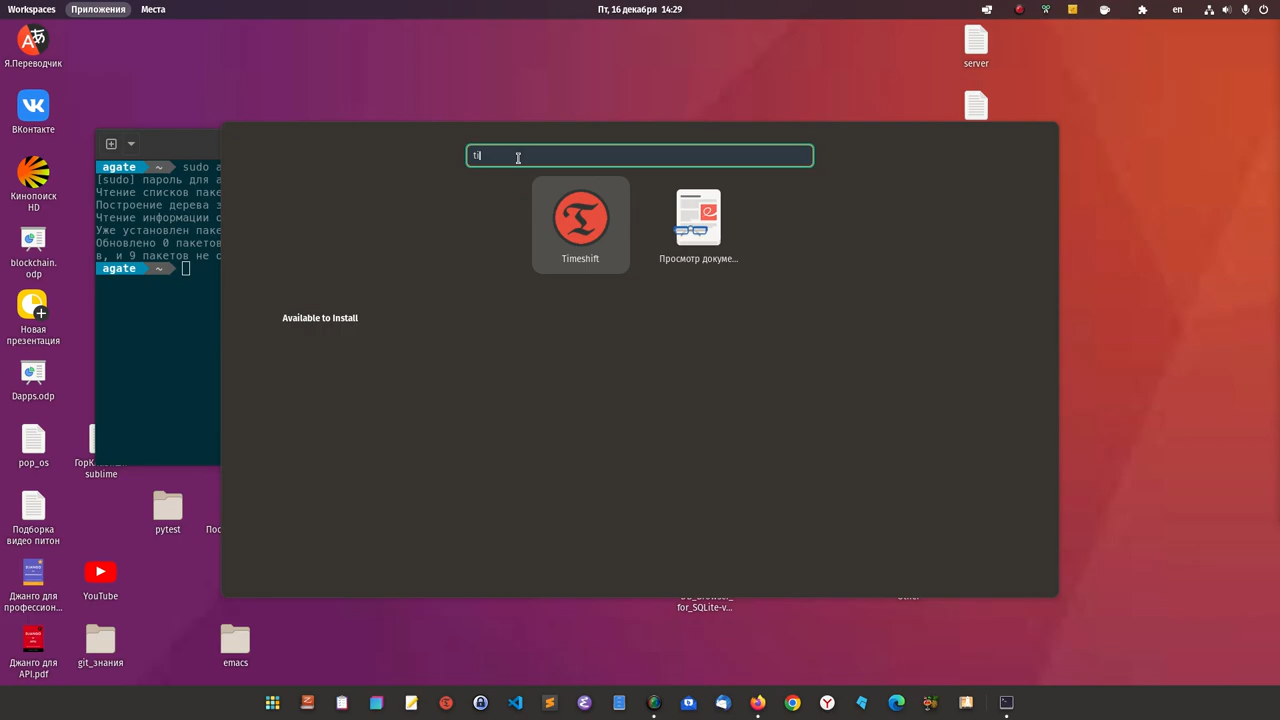 Workspaces
Приложения
Места
Пт, 16 декабря 14:29
en
Я.Переводчик
ВКонтакте
Кинопоиск
HD
blockchain.
odp
Новая
презентация
Dapps.odp
pop_os
sublime
Подборка
видео питон
pytest
Джанго для
профессион...
YouTube
Джанго для
API.pdf
git_знания
emacs
server
agate ~ sudo a
[sudo] пароль для а
Чтение списков паке
Построение дерева з
Чтение информации о
Уже установлен паке
Обновлено 0 пакетов
в, и 9 пакетов не о
agate ~
ti
Timeshift
Просмотр докуме...
Available to Install
for_SQLite-v...